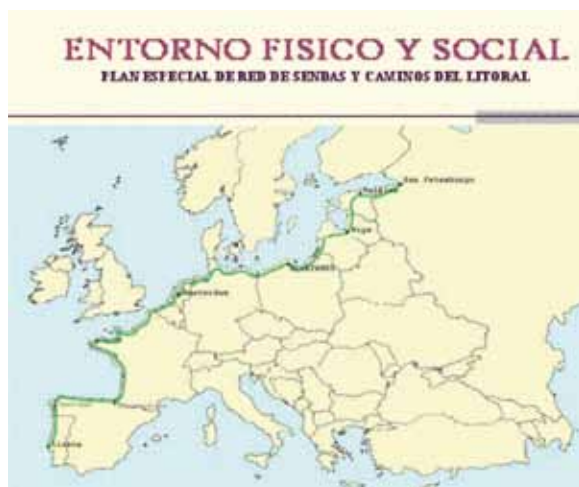 ENTORNO FISICO Y SOCIAL
PLAN ESPECIAL DE RED DE SENDAS Y CAMINOS DEL LITORAL
San Petersburgo
Riga
Amsterdam
Lisboa